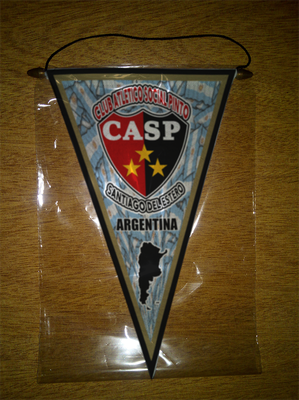 CLUB ATLETICO SOCIAL PINTO
CASP
SANTIAGO DEL ESTERO
ARGENTINA